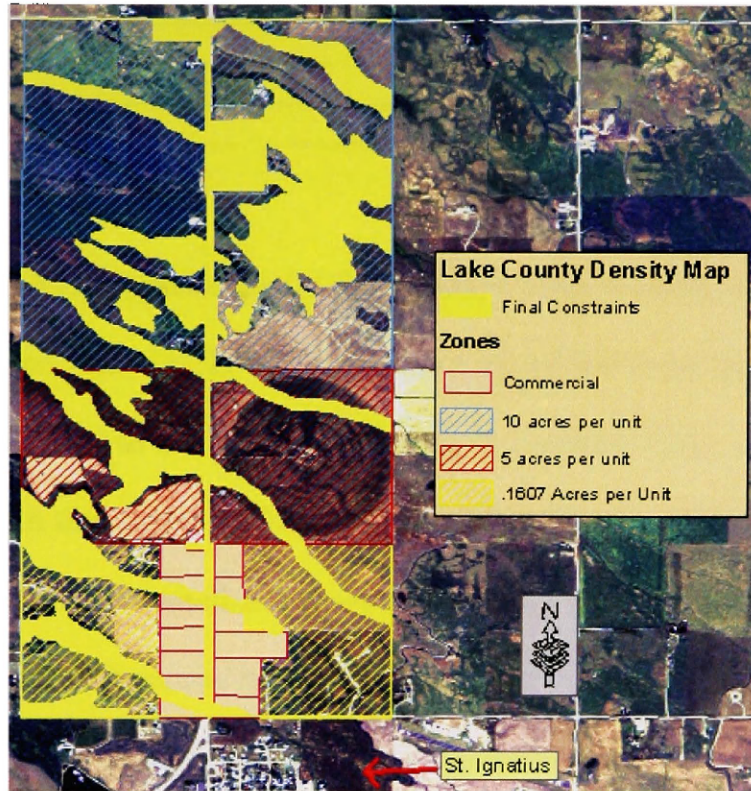 Lake County Density Map
Final Constraints
Zones
Commercial
10 acres per unit
5 acres per unit
.1607 Acres per Unit
N
St. Ignatius